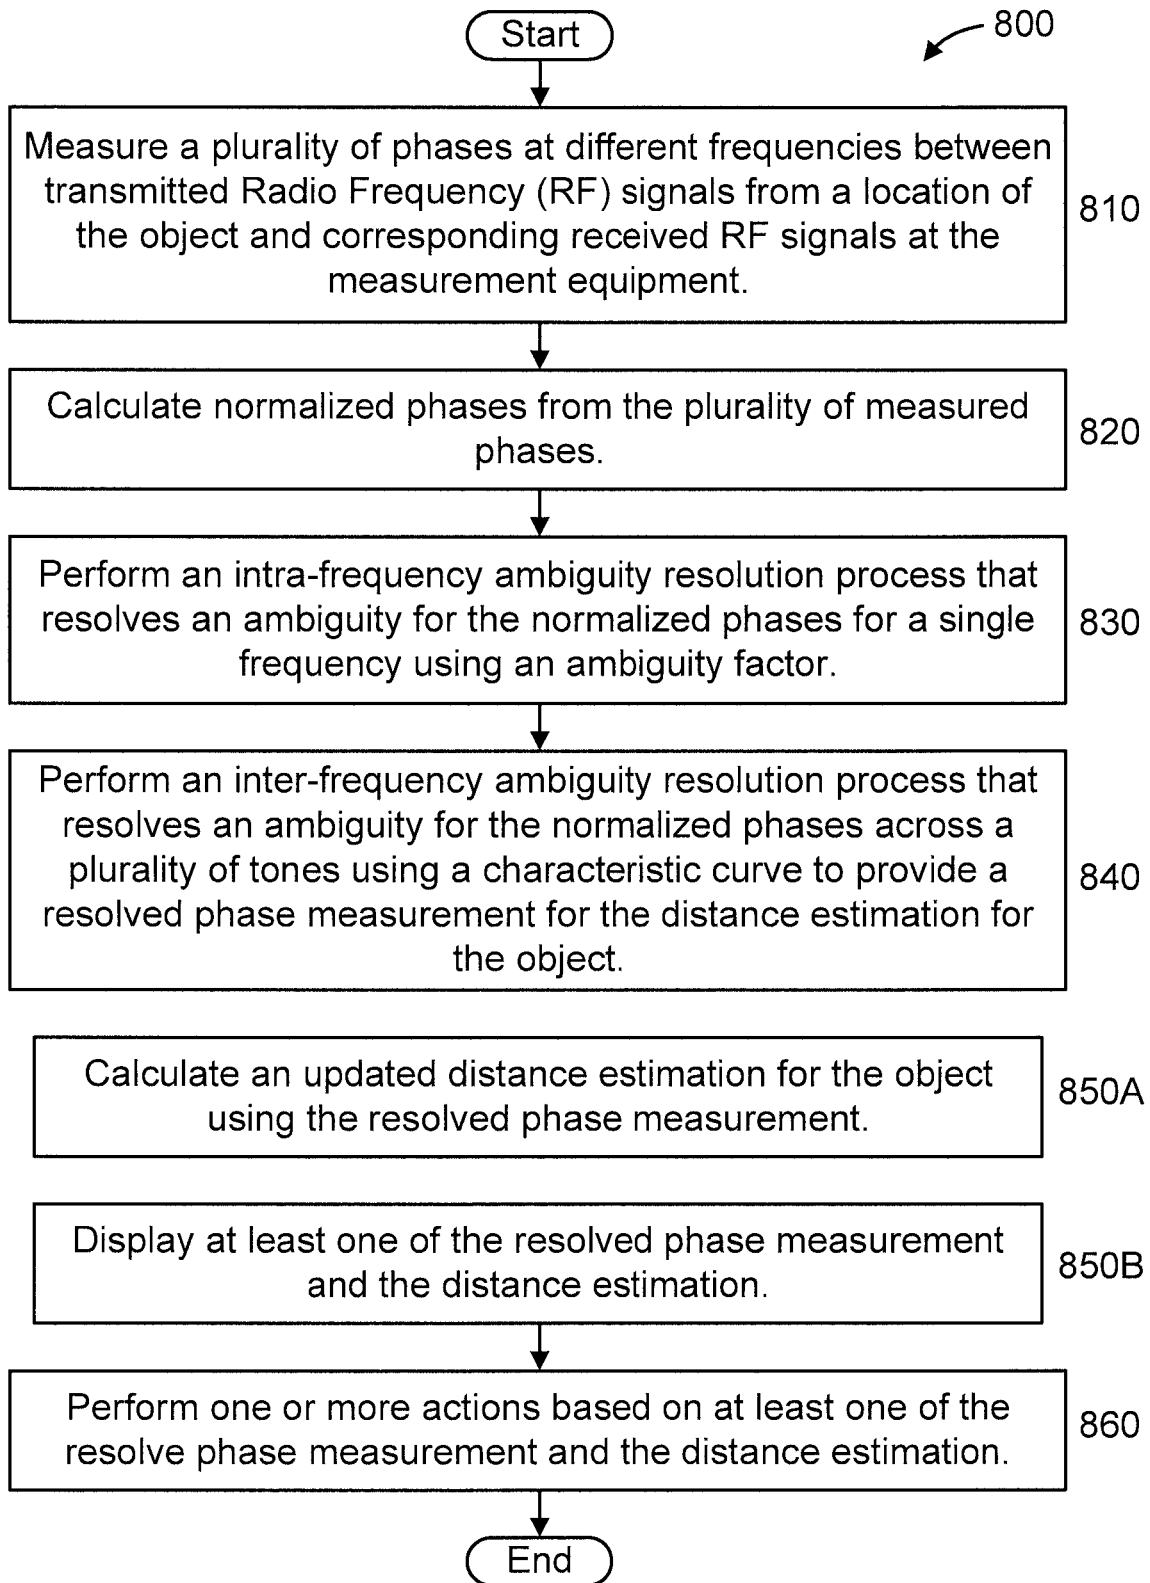 Start
800
Measure a plurality of phases at different frequencies between
transmitted Radio Frequency (RF) signals from a location of
the object and corresponding received RF signals at the
measurement equipment.
810
Calculate normalized phases from the plurality of measured
phases.
820
Perform an intra-frequency ambiguity resolution process that
resolves an ambiguity for the normalized phases for a single
frequency using an ambiguity factor.
830
Perform an inter-frequency ambiguity resolution process that
resolves an ambiguity for the normalized phases across a
plurality of tones using a characteristic curve to provide a
resolved phase measurement for the distance estimation for
the object.
840
Calculate an updated distance estimation for the object
using the resolved phase measurement.
850A
Display at least one of the resolved phase measurement
and the distance estimation.
850B
Perform one or more actions based on at least one of the
resolve phase measurement and the distance estimation.
860
End